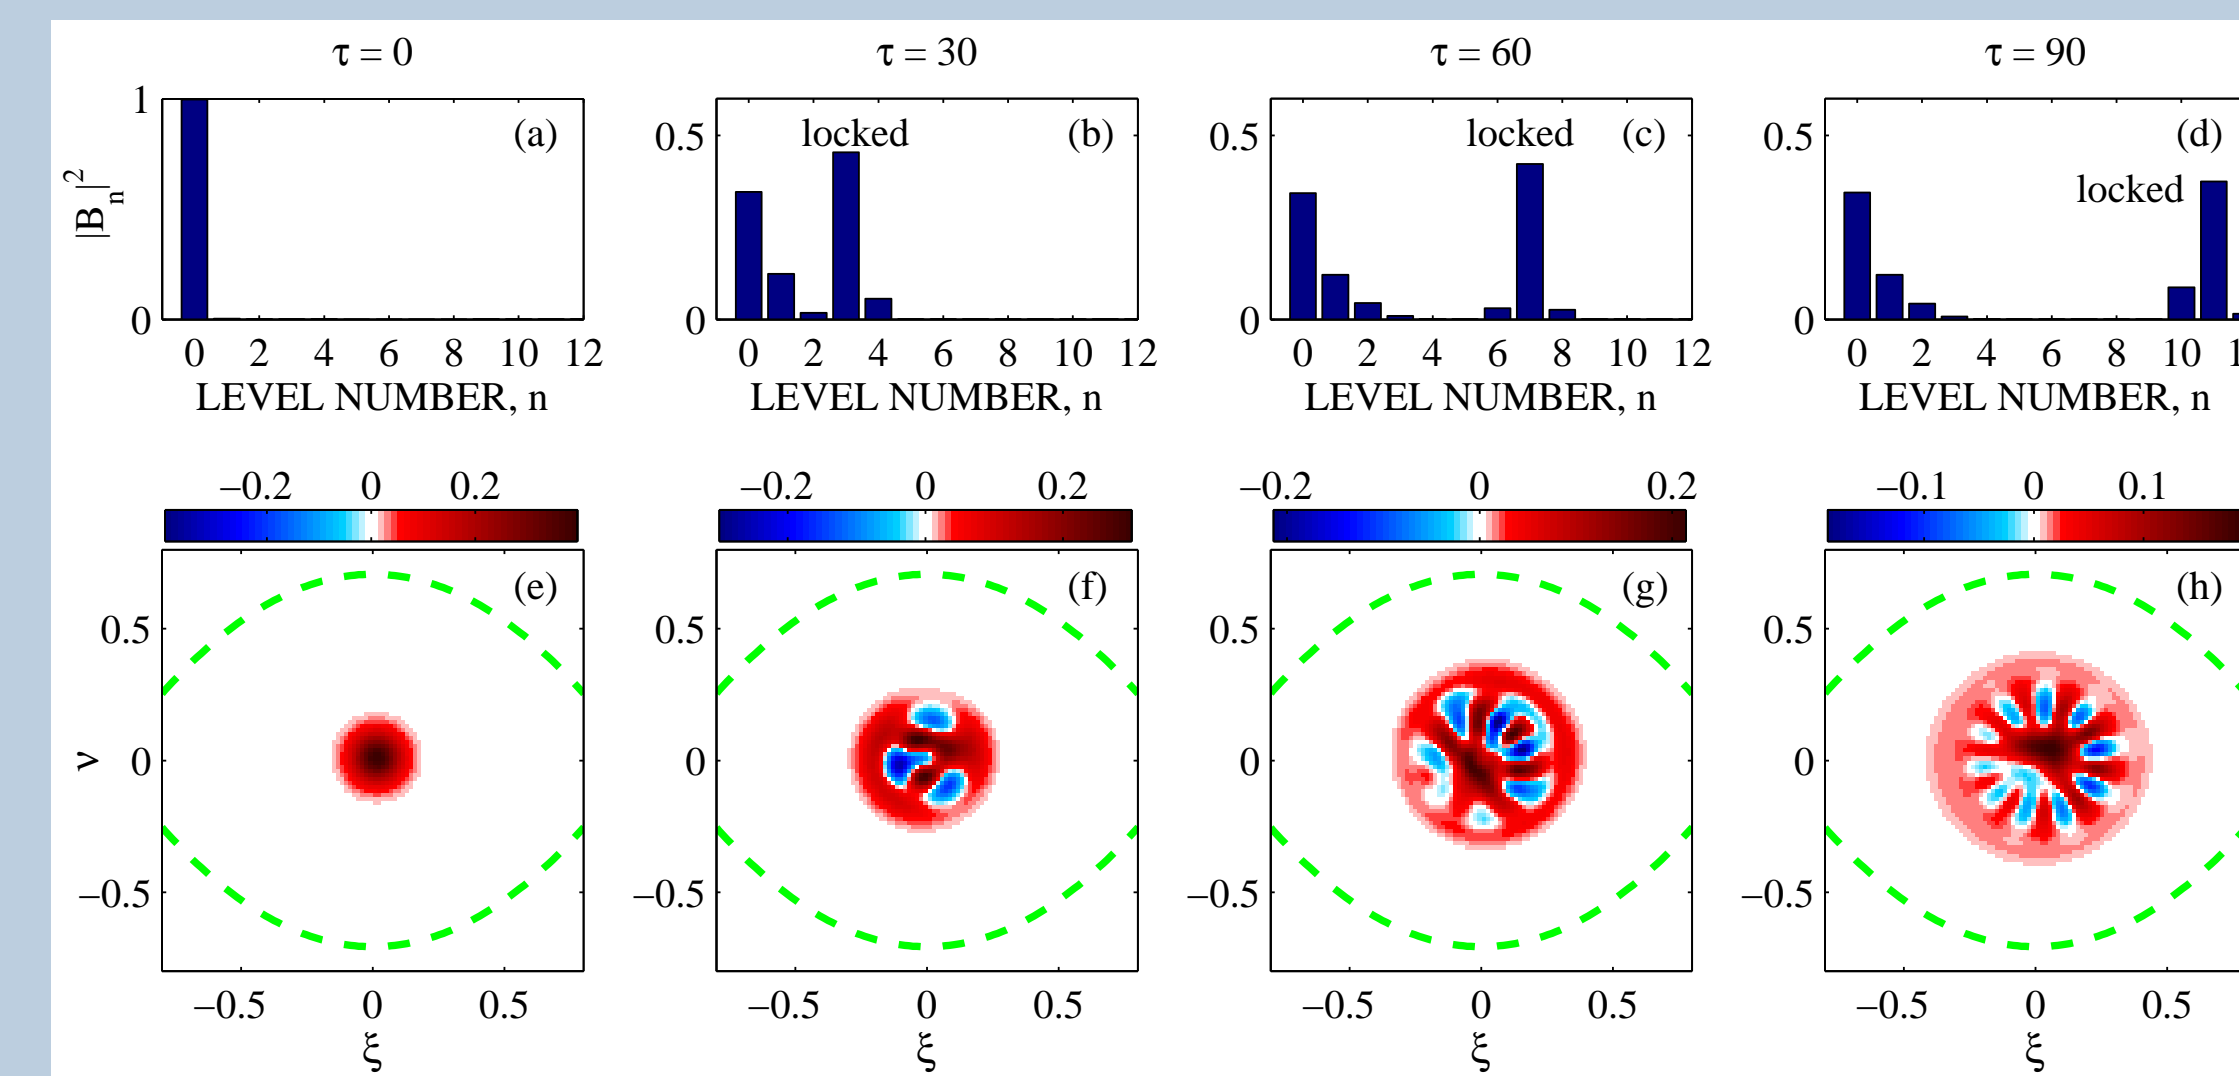 τ = 0 τ = 30 τ = 60 τ = 90
1 (a) 0.5 locked (b) 0.5 locked (c) 0.5 (d)
locked
|B_n|^2
0 0 0 0
0 2 4 6 8 10 12 0 2 4 6 8 10 12 0 2 4 6 8 10 12 0 2 4 6 8 10
LEVEL NUMBER, n LEVEL NUMBER, n LEVEL NUMBER, n LEVEL NUMBER, n
−0.2 0 0.2 −0.2 0 0.2 −0.2 0 0.2 −0.1 0 0.1
(e) (f) (g) (h)
0.5 0.5 0.5 0.5
ν 0 0 0 0
−0.5 −0.5 −0.5 −0.5
−0.5 0 0.5 −0.5 0 0.5 −0.5 0 0.5 −0.5 0 0.5
ξ ξ ξ ξ